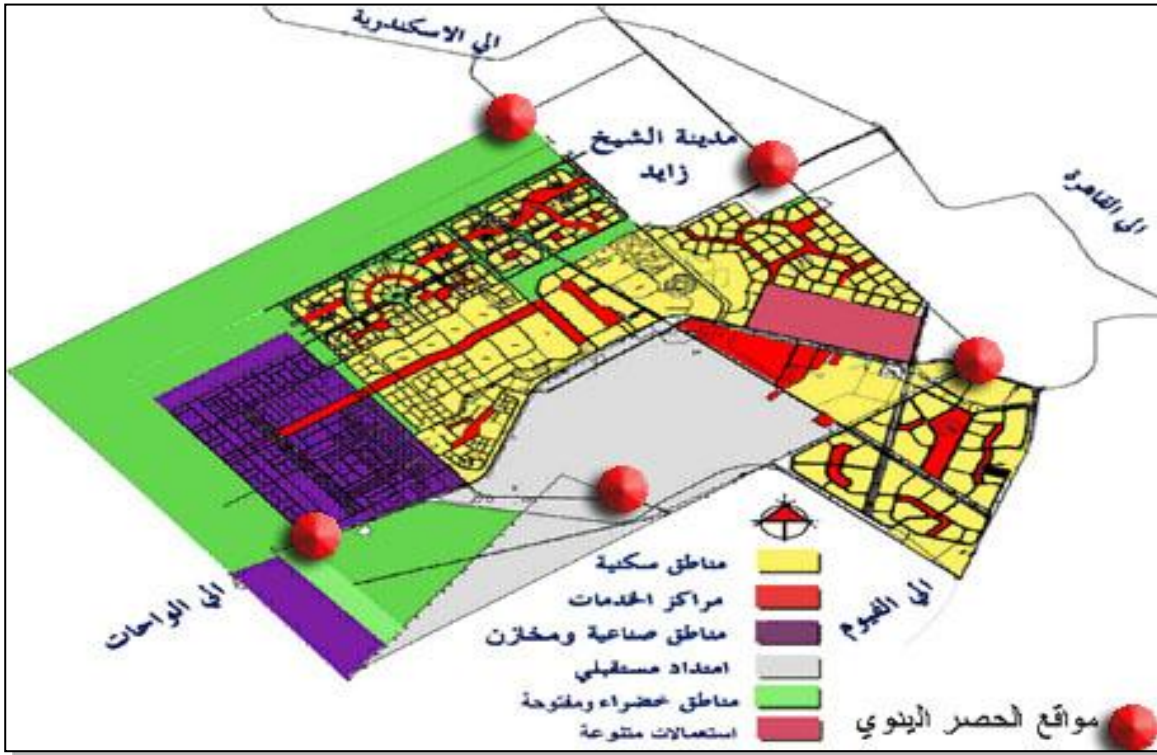 الي الاسكندرية
مدينة الشيخ
زايد
الي القاهرة
الي الواحات
الي الفيوم
مناطق سكنية
مراكز الخدمات
مناطق صناعية ومخازن
امتداد مستقبلي
مناطق خضراء ومفتوحة
استعمالات متنوعة
مواقع الحصر الينوي